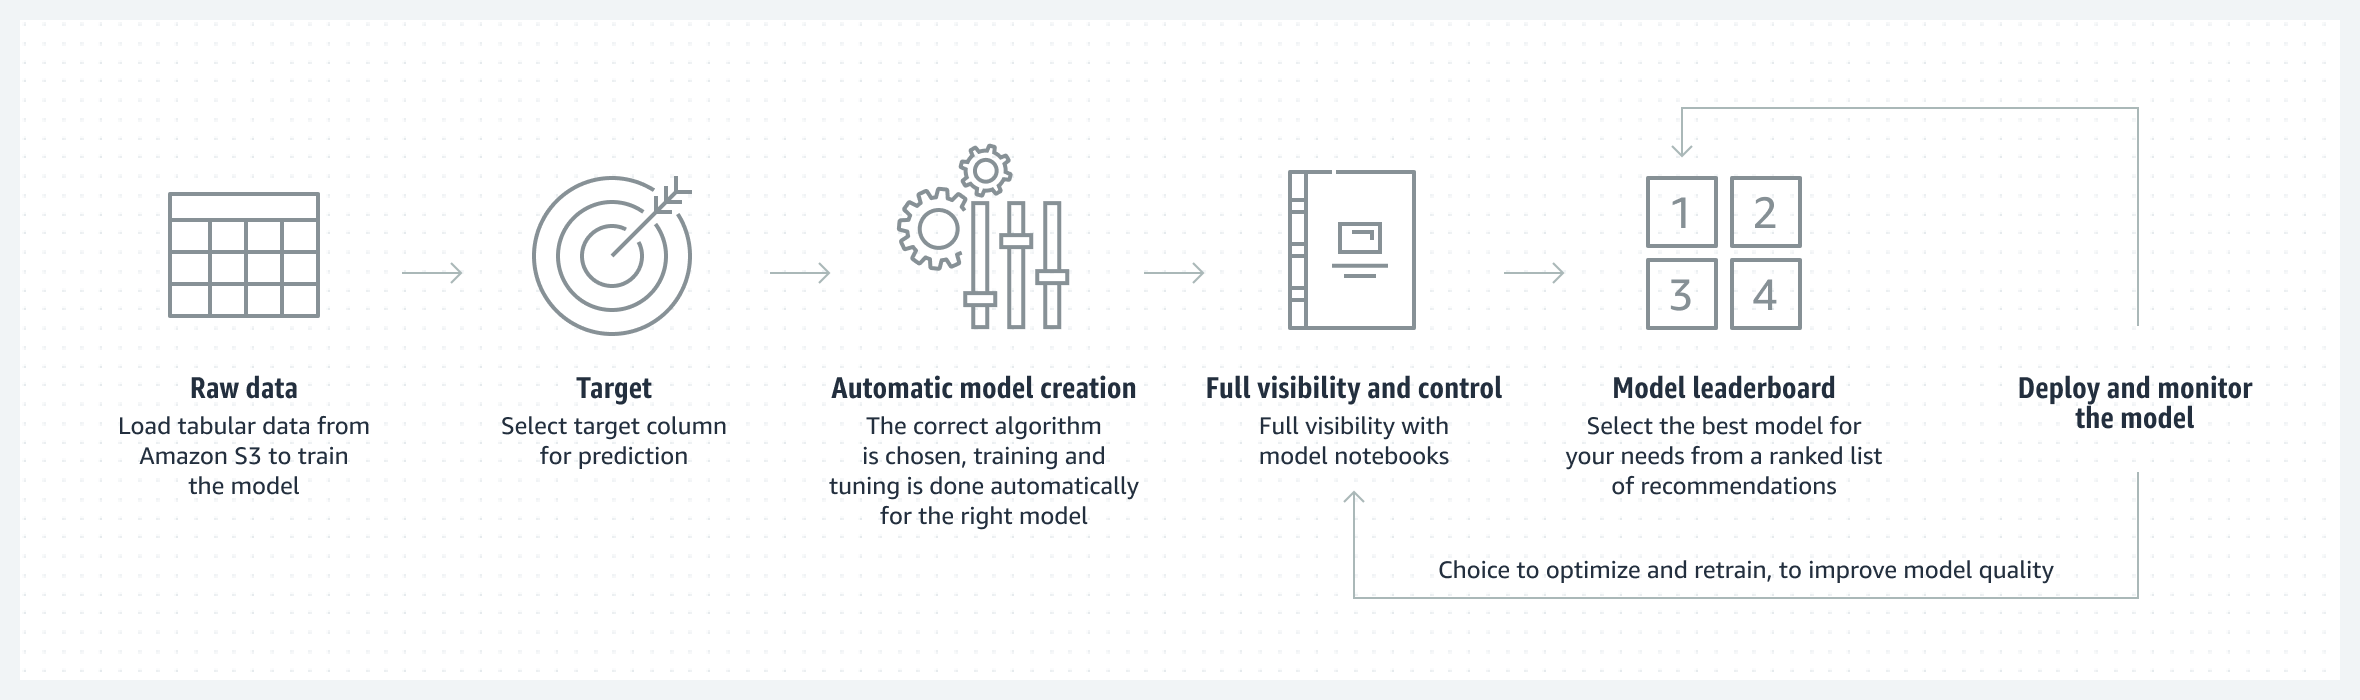 1
2
3
4
Raw data
Load tabular data from
Amazon S3 to train
the model
Target
Select target column
for prediction
Automatic model creation
The correct algorithm
is chosen, training and
tuning is done automatically
for the right model
Full visibility and control
Full visibility with
model notebooks
Model leaderboard
Select the best model for
your needs from a ranked list
of recommendations
Deploy and monitor
the model
Choice to optimize and retrain, to improve model quality